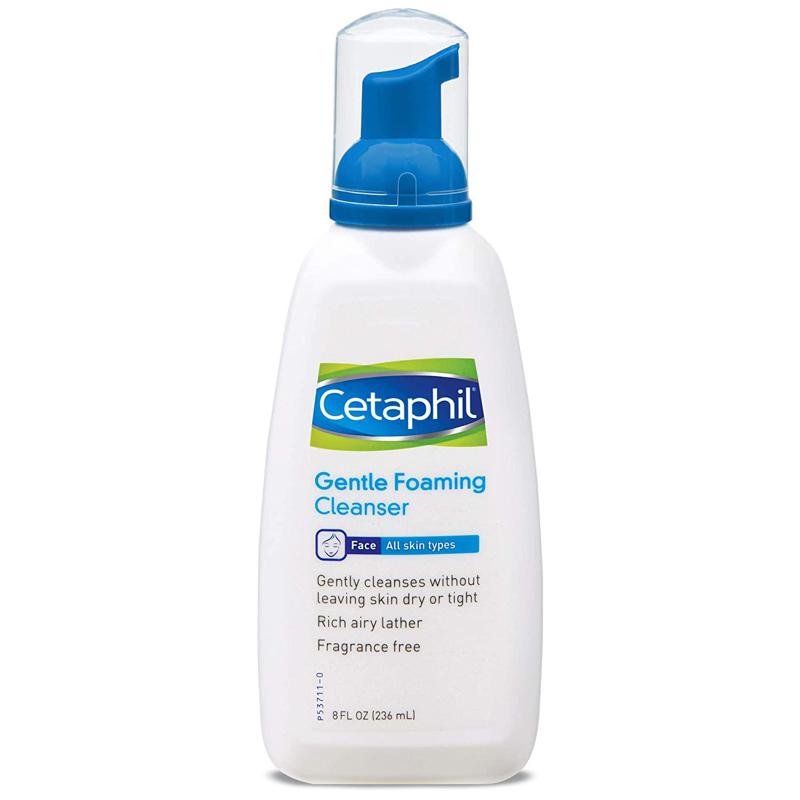 Cetaphil®
Gentle Foaming
Cleanser
Face All skin types
Gently cleanses without
leaving skin dry or tight
Rich airy lather
Fragrance free
P53711-0
8 FL OZ (236 mL)